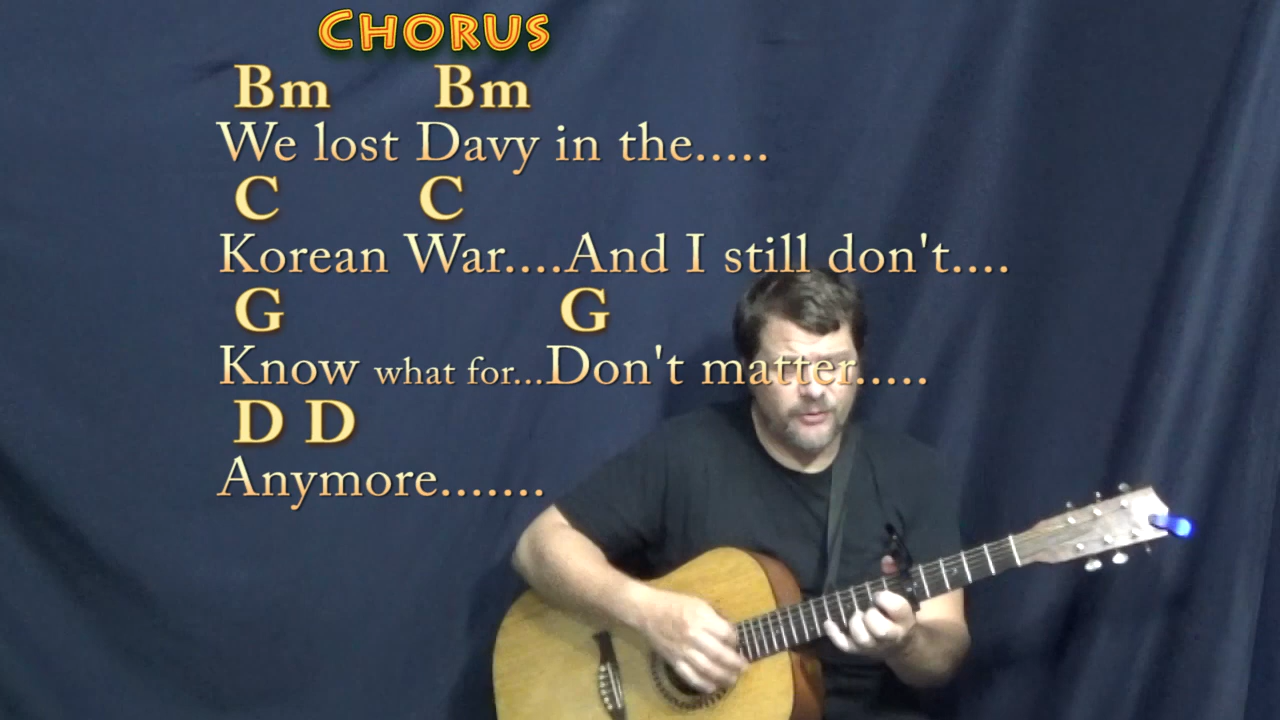 CHORUS
Bm Bm
We lost Davy in the.....
C C
Korean War....And I still don't....
G G
Know what for...Don't matter.....
D D
Anymore.......